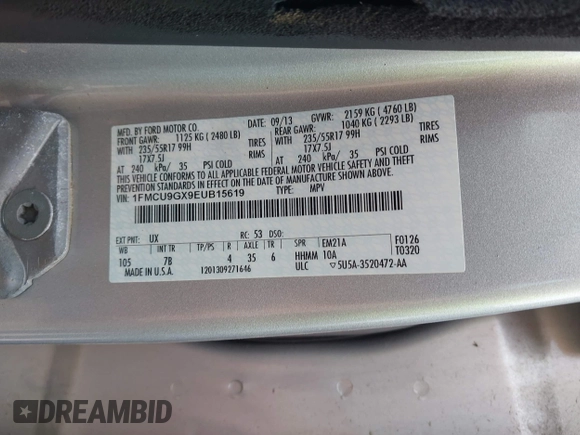 MFD. BY FORD MOTOR CO.
DATE: 09/13
GVWR: 2159 KG ( 4760 LB)
FRONT GAWR: 1125 KG ( 2480 LB)
REAR GAWR: 1040 KG ( 2293 LB)
WITH 235/55R17 99H TIRES
WITH 235/55R17 99H TIRES
17X7.5J RIMS
17X7.5J RIMS
AT 240 kPa/ 35 PSI COLD
AT 240 kPa/ 35 PSI COLD
THIS VEHICLE CONFORMS TO ALL APPLICABLE FEDERAL MOTOR VEHICLE SAFETY AND BUMPER
STANDARDS IN EFFECT ON THE DATE OF MANUFACTURE SHOWN ABOVE.
VIN: 1FMCU9GX9EUB15619
TYPE: MPV
EXT PNT: UX RC: 53 DSO:
WB TP/PS R AXLE TR SPR EM21A F0126
105 7B 4 35 6 HHMM 10A T0320
MADE IN U.S.A. 1201309271646 ULC 5U5A-3520472-AA
DREAMBID